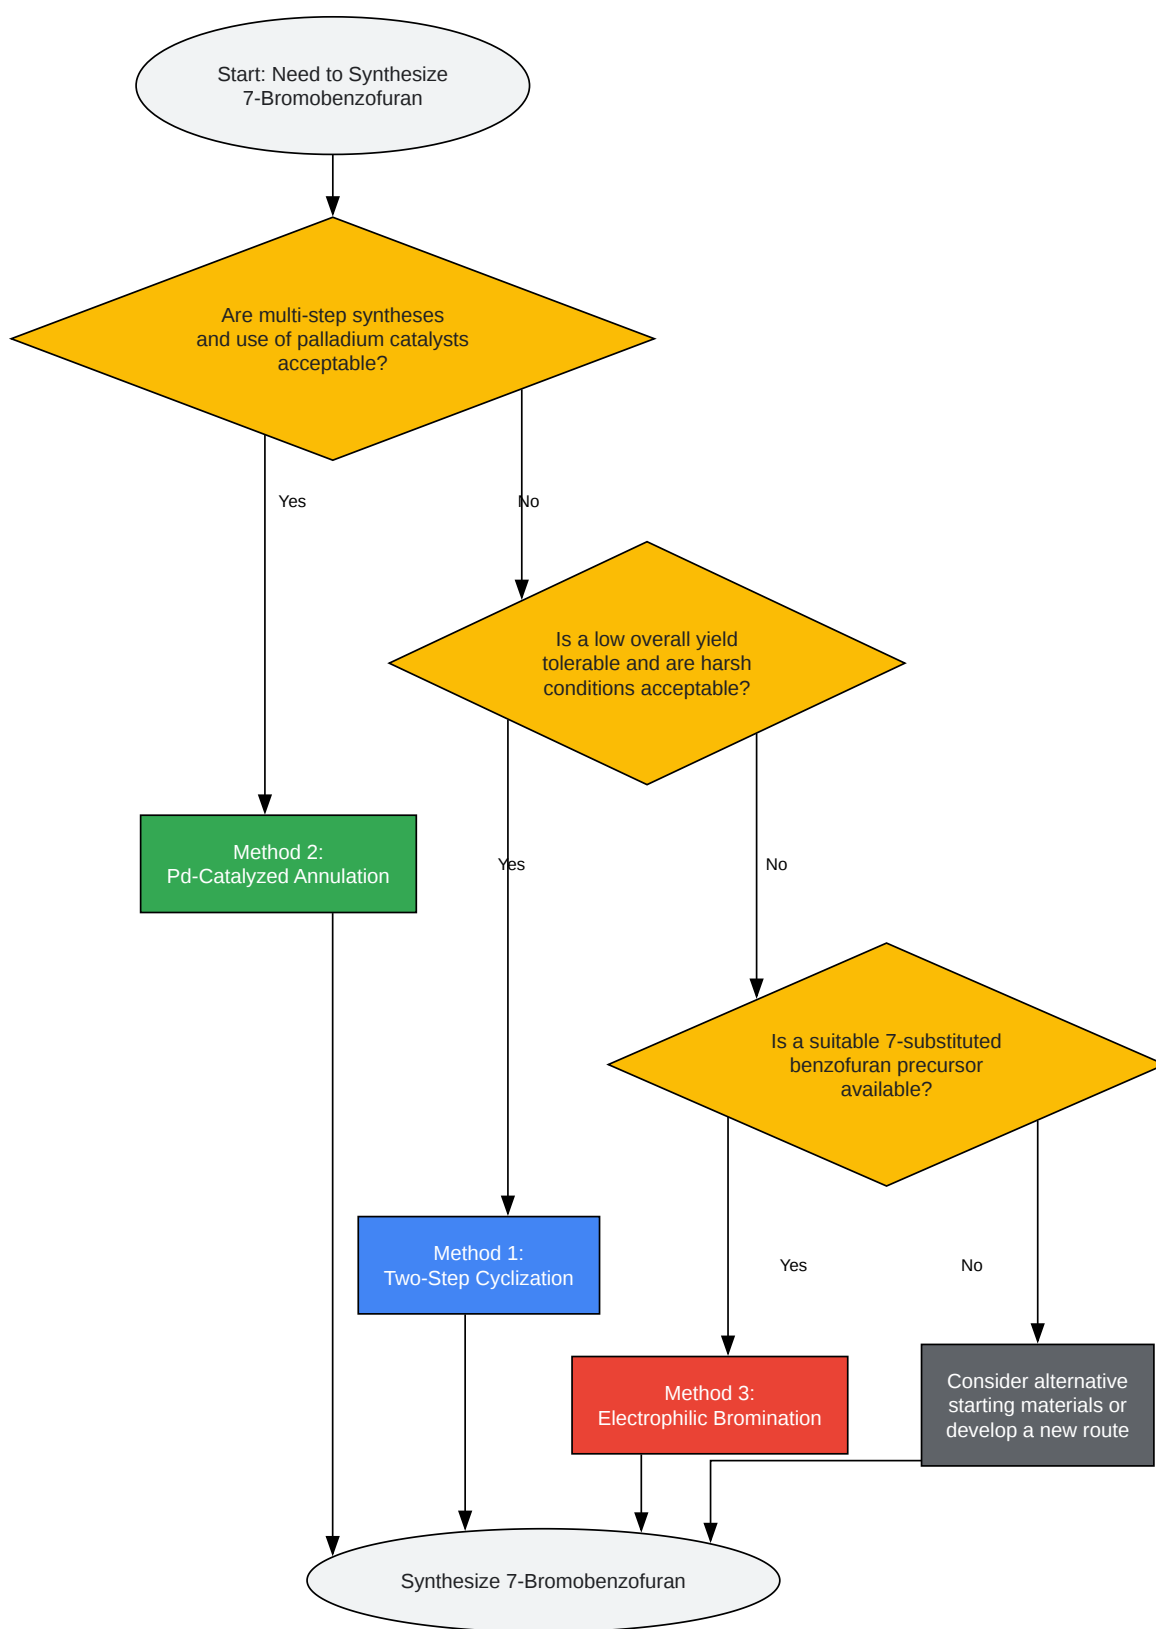 Start: Need to Synthesize
7-Bromobenzofuran
Are multi-step syntheses
and use of palladium catalysts
acceptable?
Yes
No
Is a low overall yield
tolerable and are harsh
conditions acceptable?
Method 2:
Pd-Catalyzed Annulation
Yes
No
Is a suitable 7-substituted
benzofuran precursor
available?
Method 1:
Two-Step Cyclization
Yes
No
Method 3:
Electrophilic Bromination
Consider alternative
starting materials or
develop a new route
Synthesize 7-Bromobenzofuran